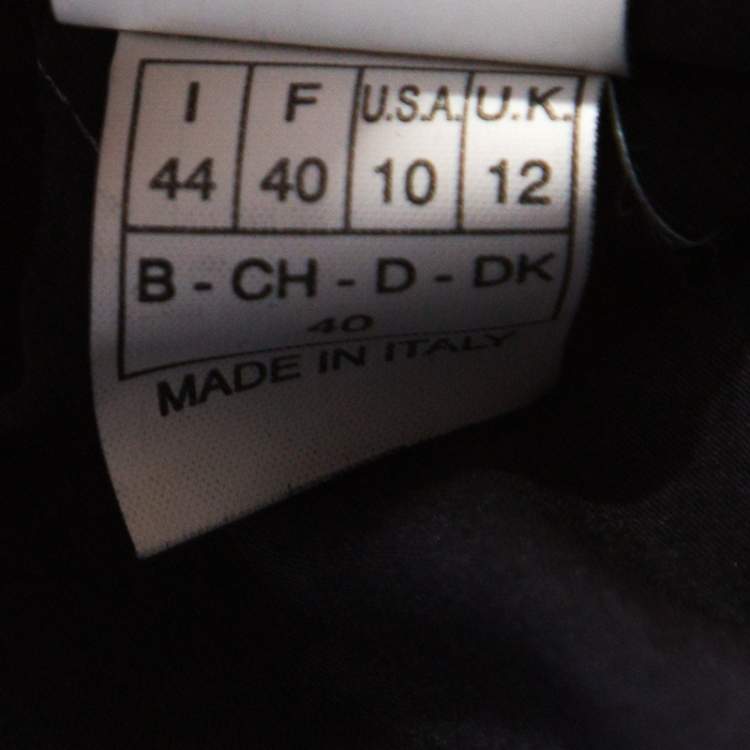 I F U.S.A. U.K.
44 40 10 12
B - CH - D - DK
40
MADE IN ITALY